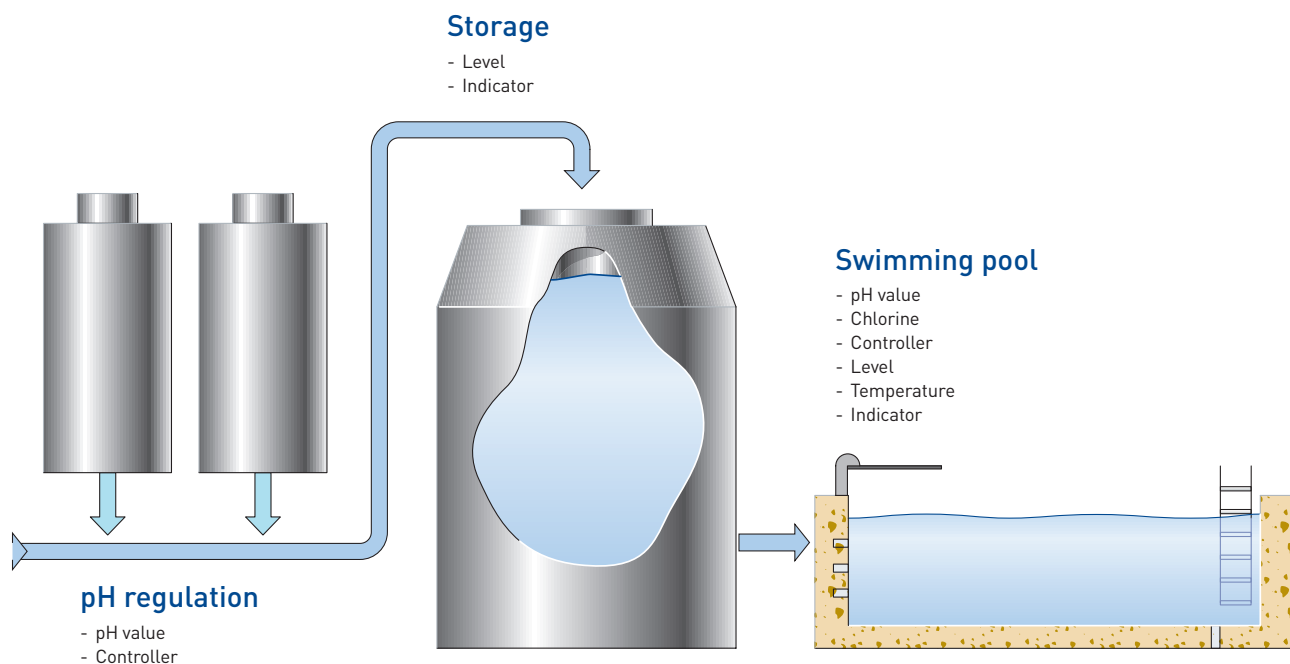 Storage
- Level
- Indicator
Swimming pool
- pH value
- Chlorine
- Controller
- Level
- Temperature
- Indicator
pH regulation
- pH value
- Controller